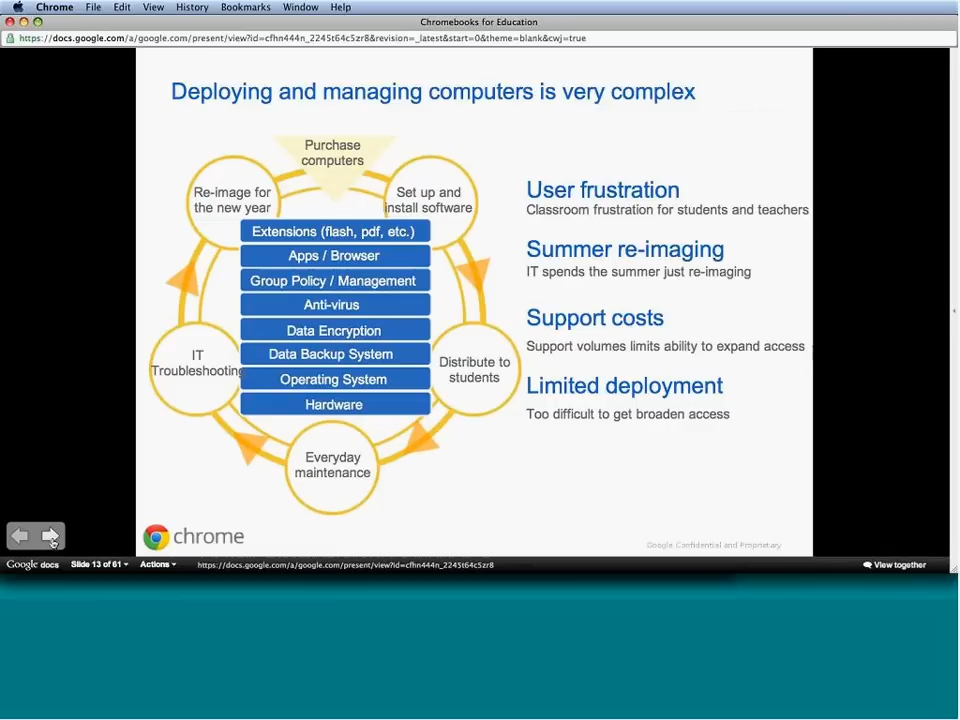 Chrome File Edit View History Bookmarks Window Help
Chromebooks for Education
https://docs.google.com/a/google.com/present/view?id=cfhn444n_2245t64c5zr8&revision=_latest&start=0&theme=blank&cwj=true
Deploying and managing computers is very complex
Purchase
computers
Re-image for
the new year
Set up and
install software
Extensions (flash, pdf, etc.)
Apps / Browser
Group Policy / Management
Anti-virus
Data Encryption
Data Backup System
Operating System
Hardware
IT
Troubleshooting
Distribute to
students
Everyday
maintenance
User frustration
Classroom frustration for students and teachers
Summer re-imaging
IT spends the summer just re-imaging
Support costs
Support volumes limits ability to expand access
Limited deployment
Too difficult to get broaden access
chrome
Google Confidential and Proprietary
Google docs Slide 13 of 61 Actions https://docs.google.com/a/google.com/present/view?id=cfhn444n_2245t64c5zr8 View together